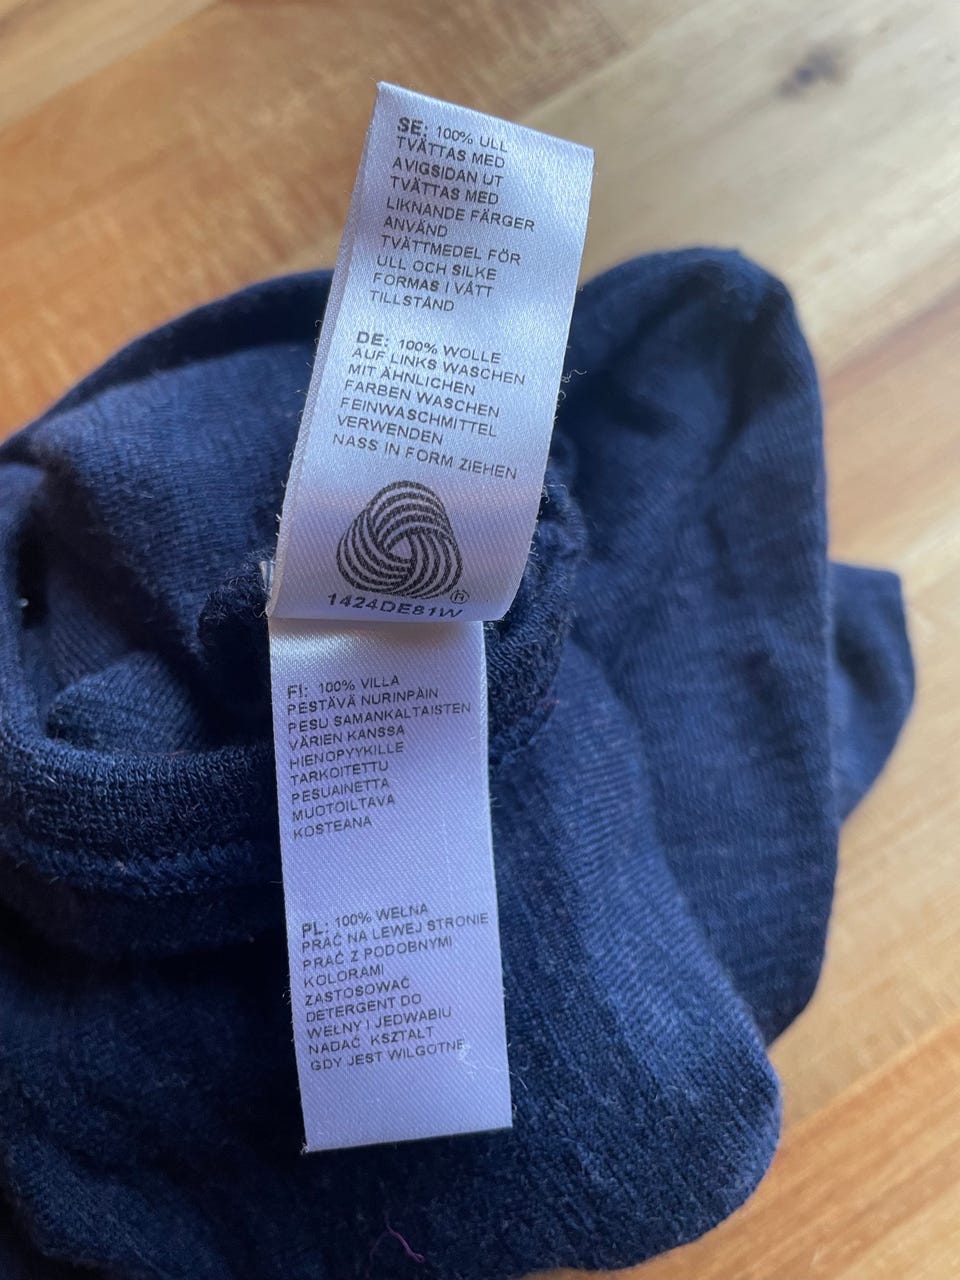 SE: 100% ULL
TVÄTTAS MED
AVIGSIDAN UT
TVÄTTAS MED
LIKNANDE FÄRGER
ANVÄND
TVÄTTMEDEL FÖR
ULL OCH SILKE
FORMAS I VÅTT
TILLSTÅND
DE: 100% WOLLE
AUF LINKS WASCHEN
MIT ÄHNLICHEN
FARBEN WASCHEN
FEINWASCHMITTEL
VERWENDEN
NASS IN FORM ZIEHEN
®
1424DE81W
FI: 100% VILLA
PESTÄVÄ NURINPÄIN
PESU SAMANKALTAISTEN
VÄRIEN KANSSA
HIENOPYYKILLE
TARKOITETTU
PESUAINETTA
MUOTOILTAVA
KOSTEANA
PL: 100% WEŁNA
PRAĆ NA LEWEJ STRONIE
PRAĆ Z PODOBNYMI
KOLORAMI
ZASTOSOWAĆ
DETERGENT DO
WEŁNY I JEDWABIU
NADAĆ KSZTAŁT
GDY JEST WILGOTNE